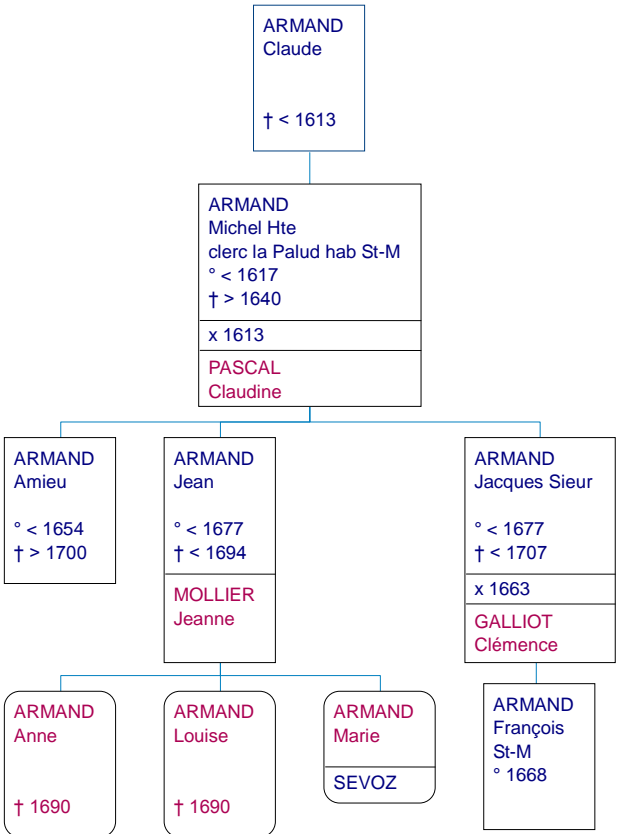 ARMAND
Claude
† < 1613
ARMAND
Michel Hte
clerc la Palud hab St-M
° < 1617
† > 1640
x 1613
PASCAL
Claudine
ARMAND
Amieu
° < 1654
† > 1700
ARMAND
Jean
° < 1677
† < 1694
MOLLIER
Jeanne
ARMAND
Jacques Sieur
° < 1677
† < 1707
x 1663
GALLIOT
Clémence
ARMAND
Anne
† 1690
ARMAND
Louise
† 1690
ARMAND
Marie
SEVOZ
ARMAND
François
St-M
° 1668